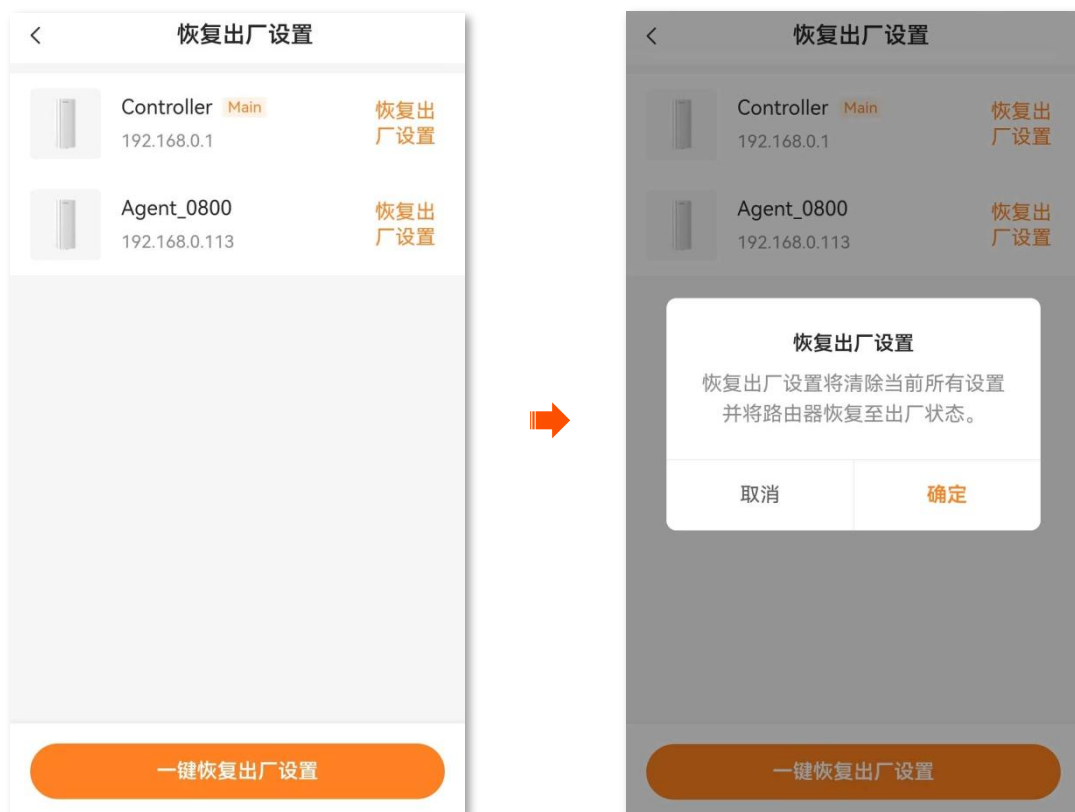 恢复出厂设置
Controller Main
192.168.0.1
恢复出
厂设置
Agent_0800
192.168.0.113
恢复出
厂设置
一键恢复出厂设置
恢复出厂设置
Controller Main
192.168.0.1
恢复出
厂设置
Agent_0800
192.168.0.113
恢复出
厂设置
恢复出厂设置
恢复出厂设置将清除当前所有设置
并将路由器恢复至出厂状态。
取消 确定
一键恢复出厂设置